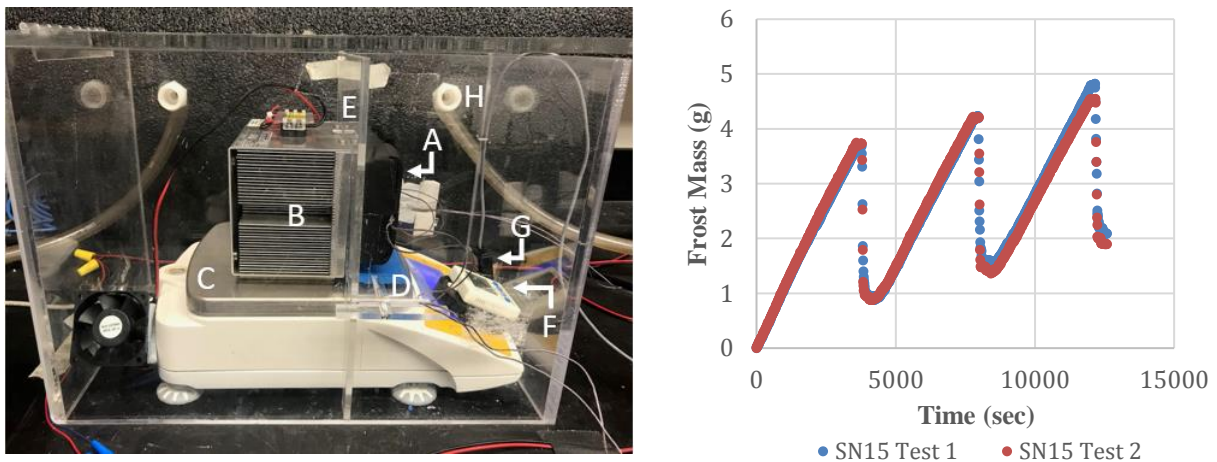 E
H
A
B
G
C
D
F
6
5
4
3
2
1
0
0
5000
10000
15000
Frost Mass (g)
Time (sec)
SN15 Test 1
SN15 Test 2